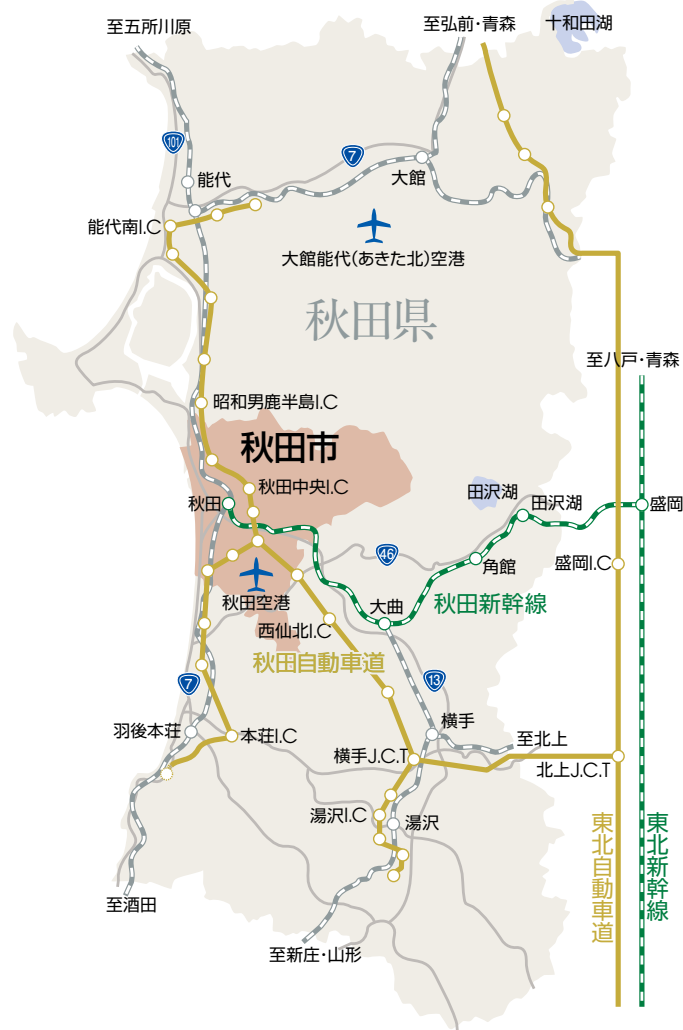 至五所川原
至弘前・青森
十和田湖
101
7
能代
大館
能代南I.C
大館能代(あきた北)空港
秋田県
至八戸・青森
昭和男鹿半島I.C
秋田市
秋田中央I.C
秋田
田沢湖
田沢湖
盛岡
46
角館
盛岡I.C
秋田空港
大曲
秋田新幹線
西仙北I.C
秋田自動車道
7
13
羽後本荘
本荘I.C
横手
至北上
横手J.C.T
北上J.C.T
湯沢I.C
湯沢
東北自動車道
東北新幹線
至酒田
至新庄・山形